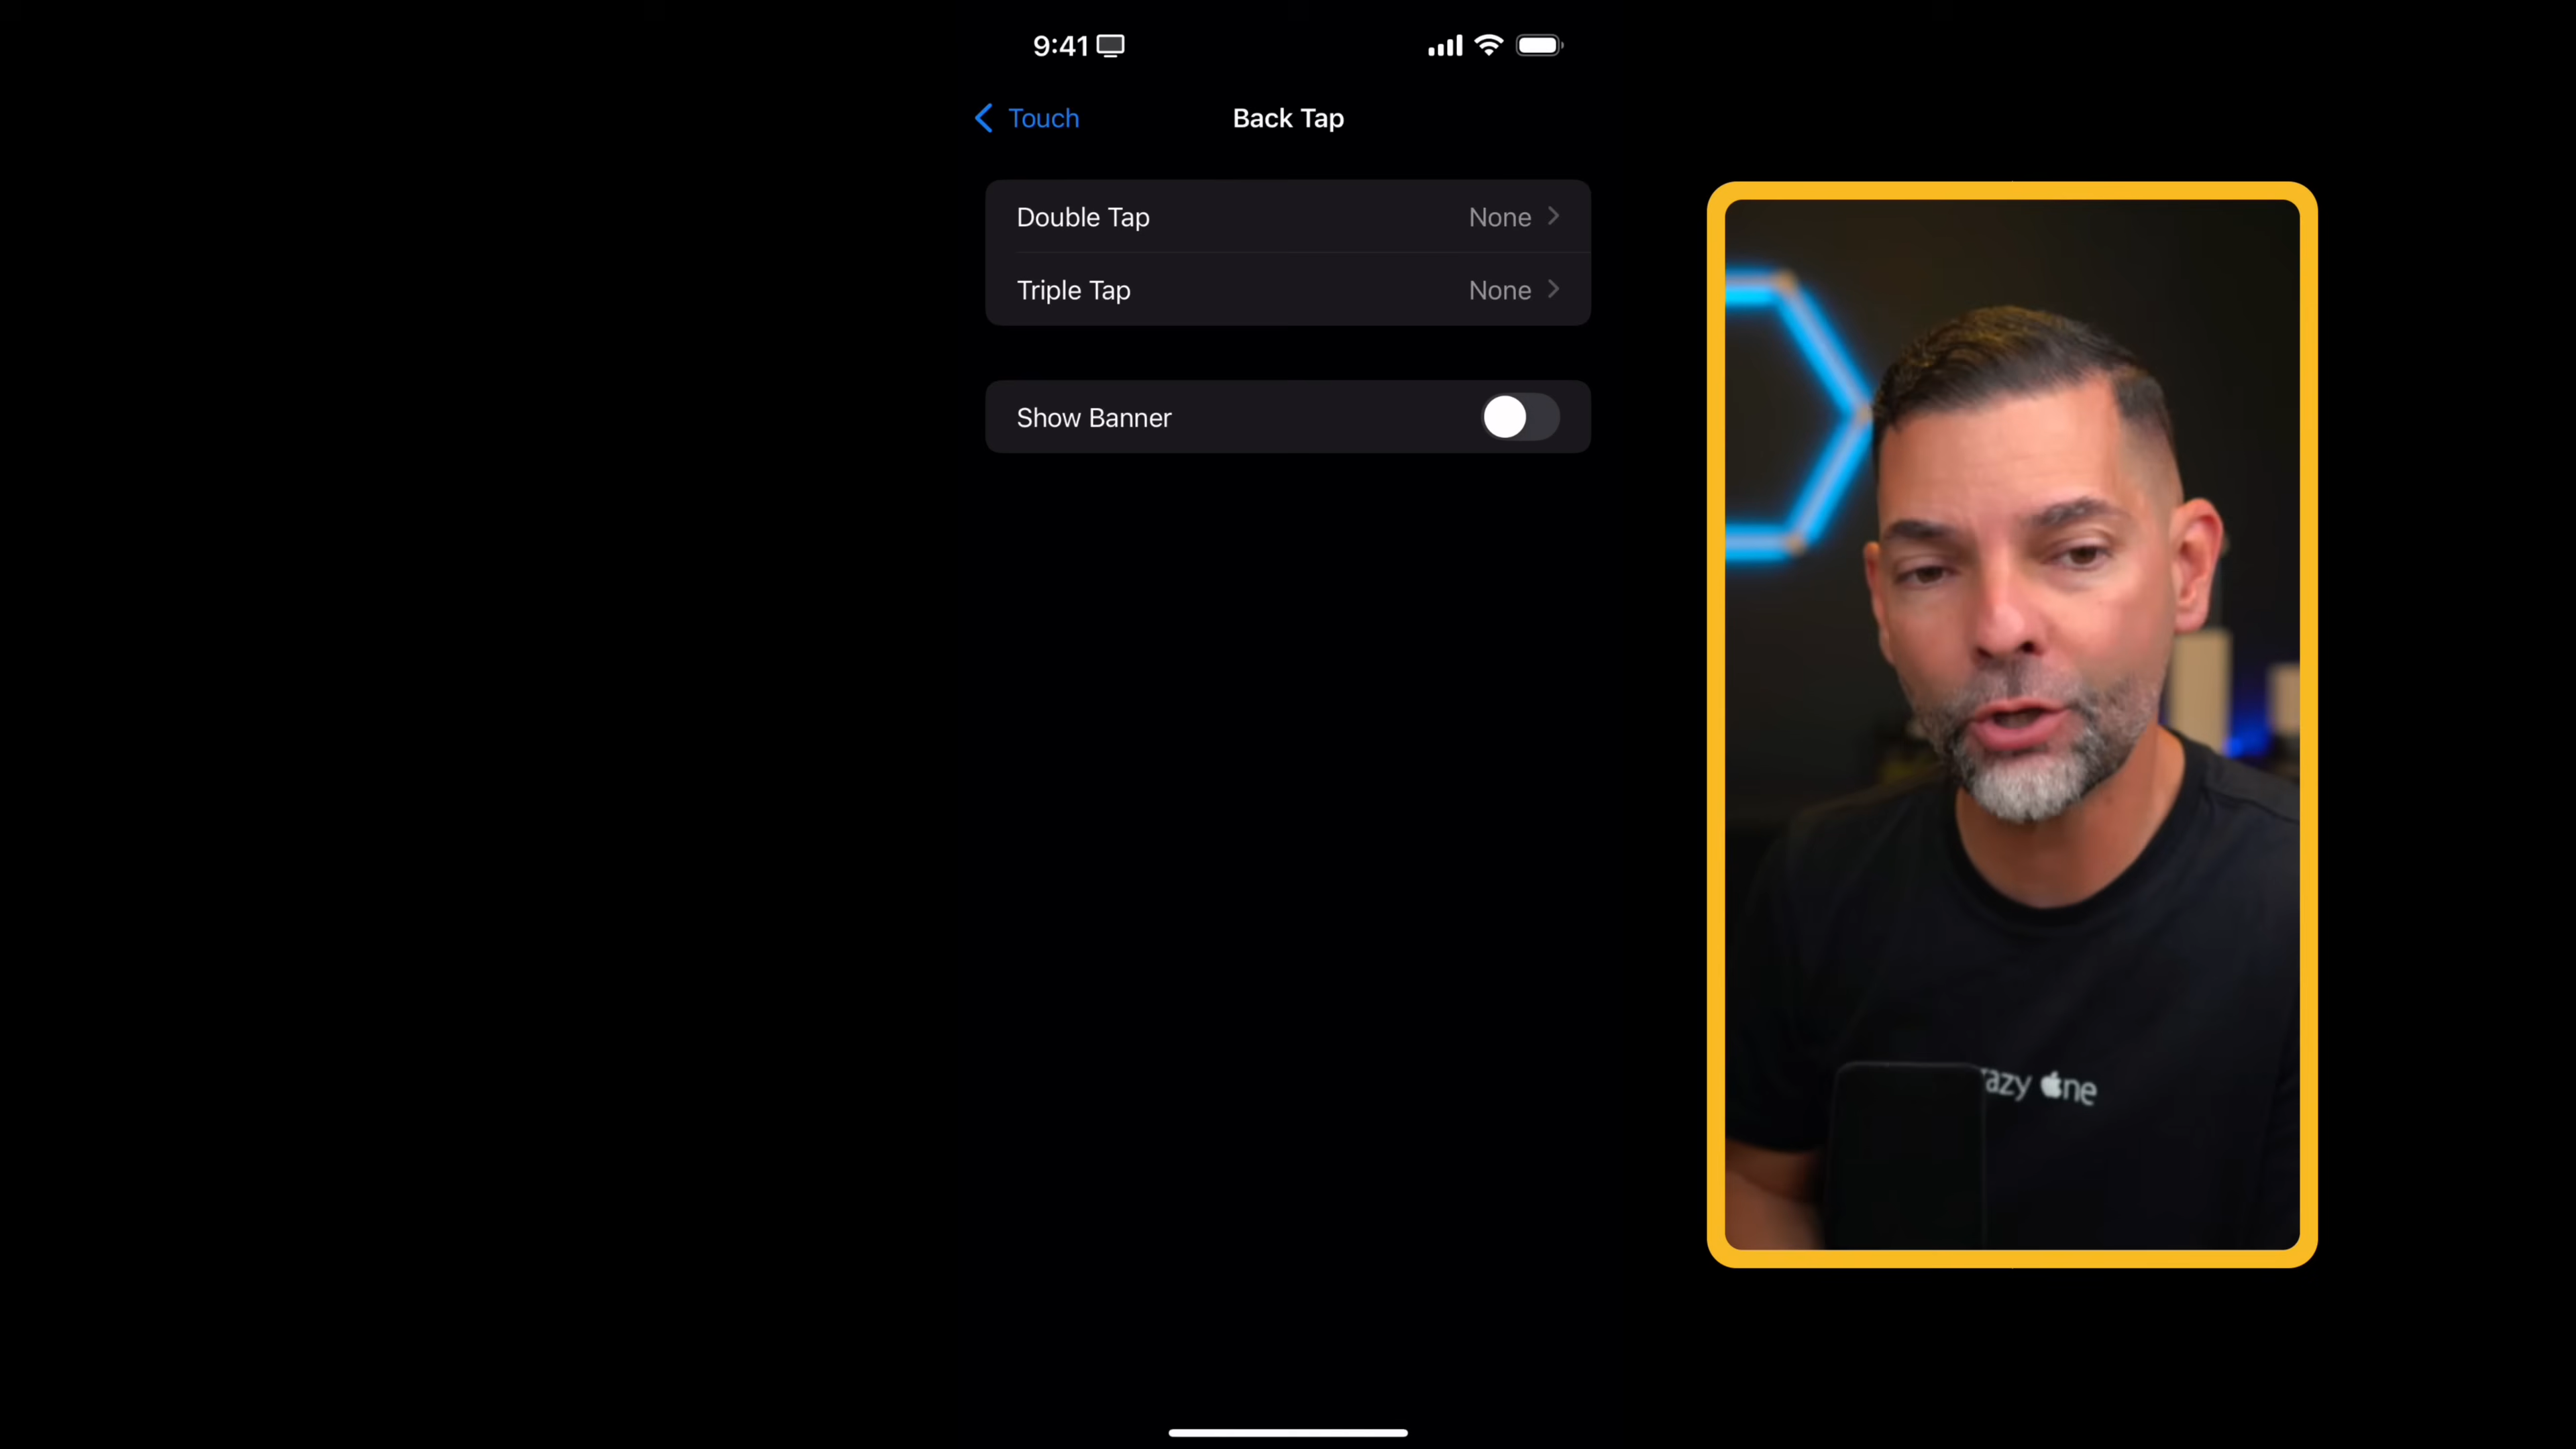 9:41
Touch
Back Tap
Double Tap None
Triple Tap None
Show Banner